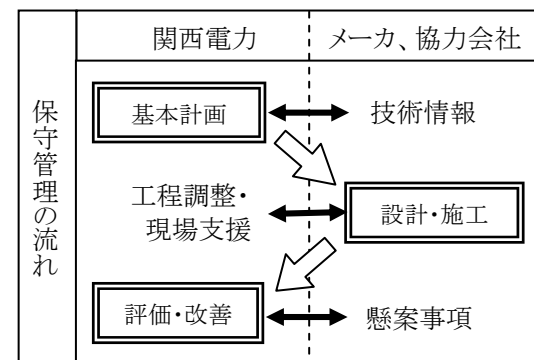 関西電力
メーカ、協力会社
保守管理の流れ
基本計画
技術情報
工程調整・
現場支援
設計・施工
評価・改善
懸案事項